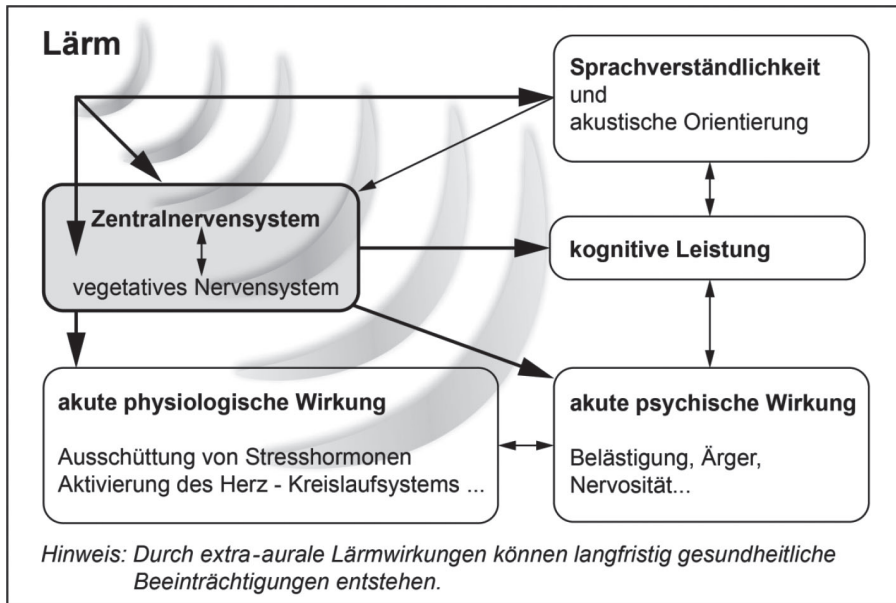 Lärm
Sprachverständlichkeit
und
akustische Orientierung
Zentralnervensystem
vegetatives Nervensystem
kognitive Leistung
akute physiologische Wirkung
Ausschüttung von Stresshormonen
Aktivierung des Herz - Kreislaufsystems ...
akute psychische Wirkung
Belästigung, Ärger,
Nervosität...
Hinweis: Durch extra-aurale Lärmwirkungen können langfristig gesundheitliche
Beeinträchtigungen entstehen.